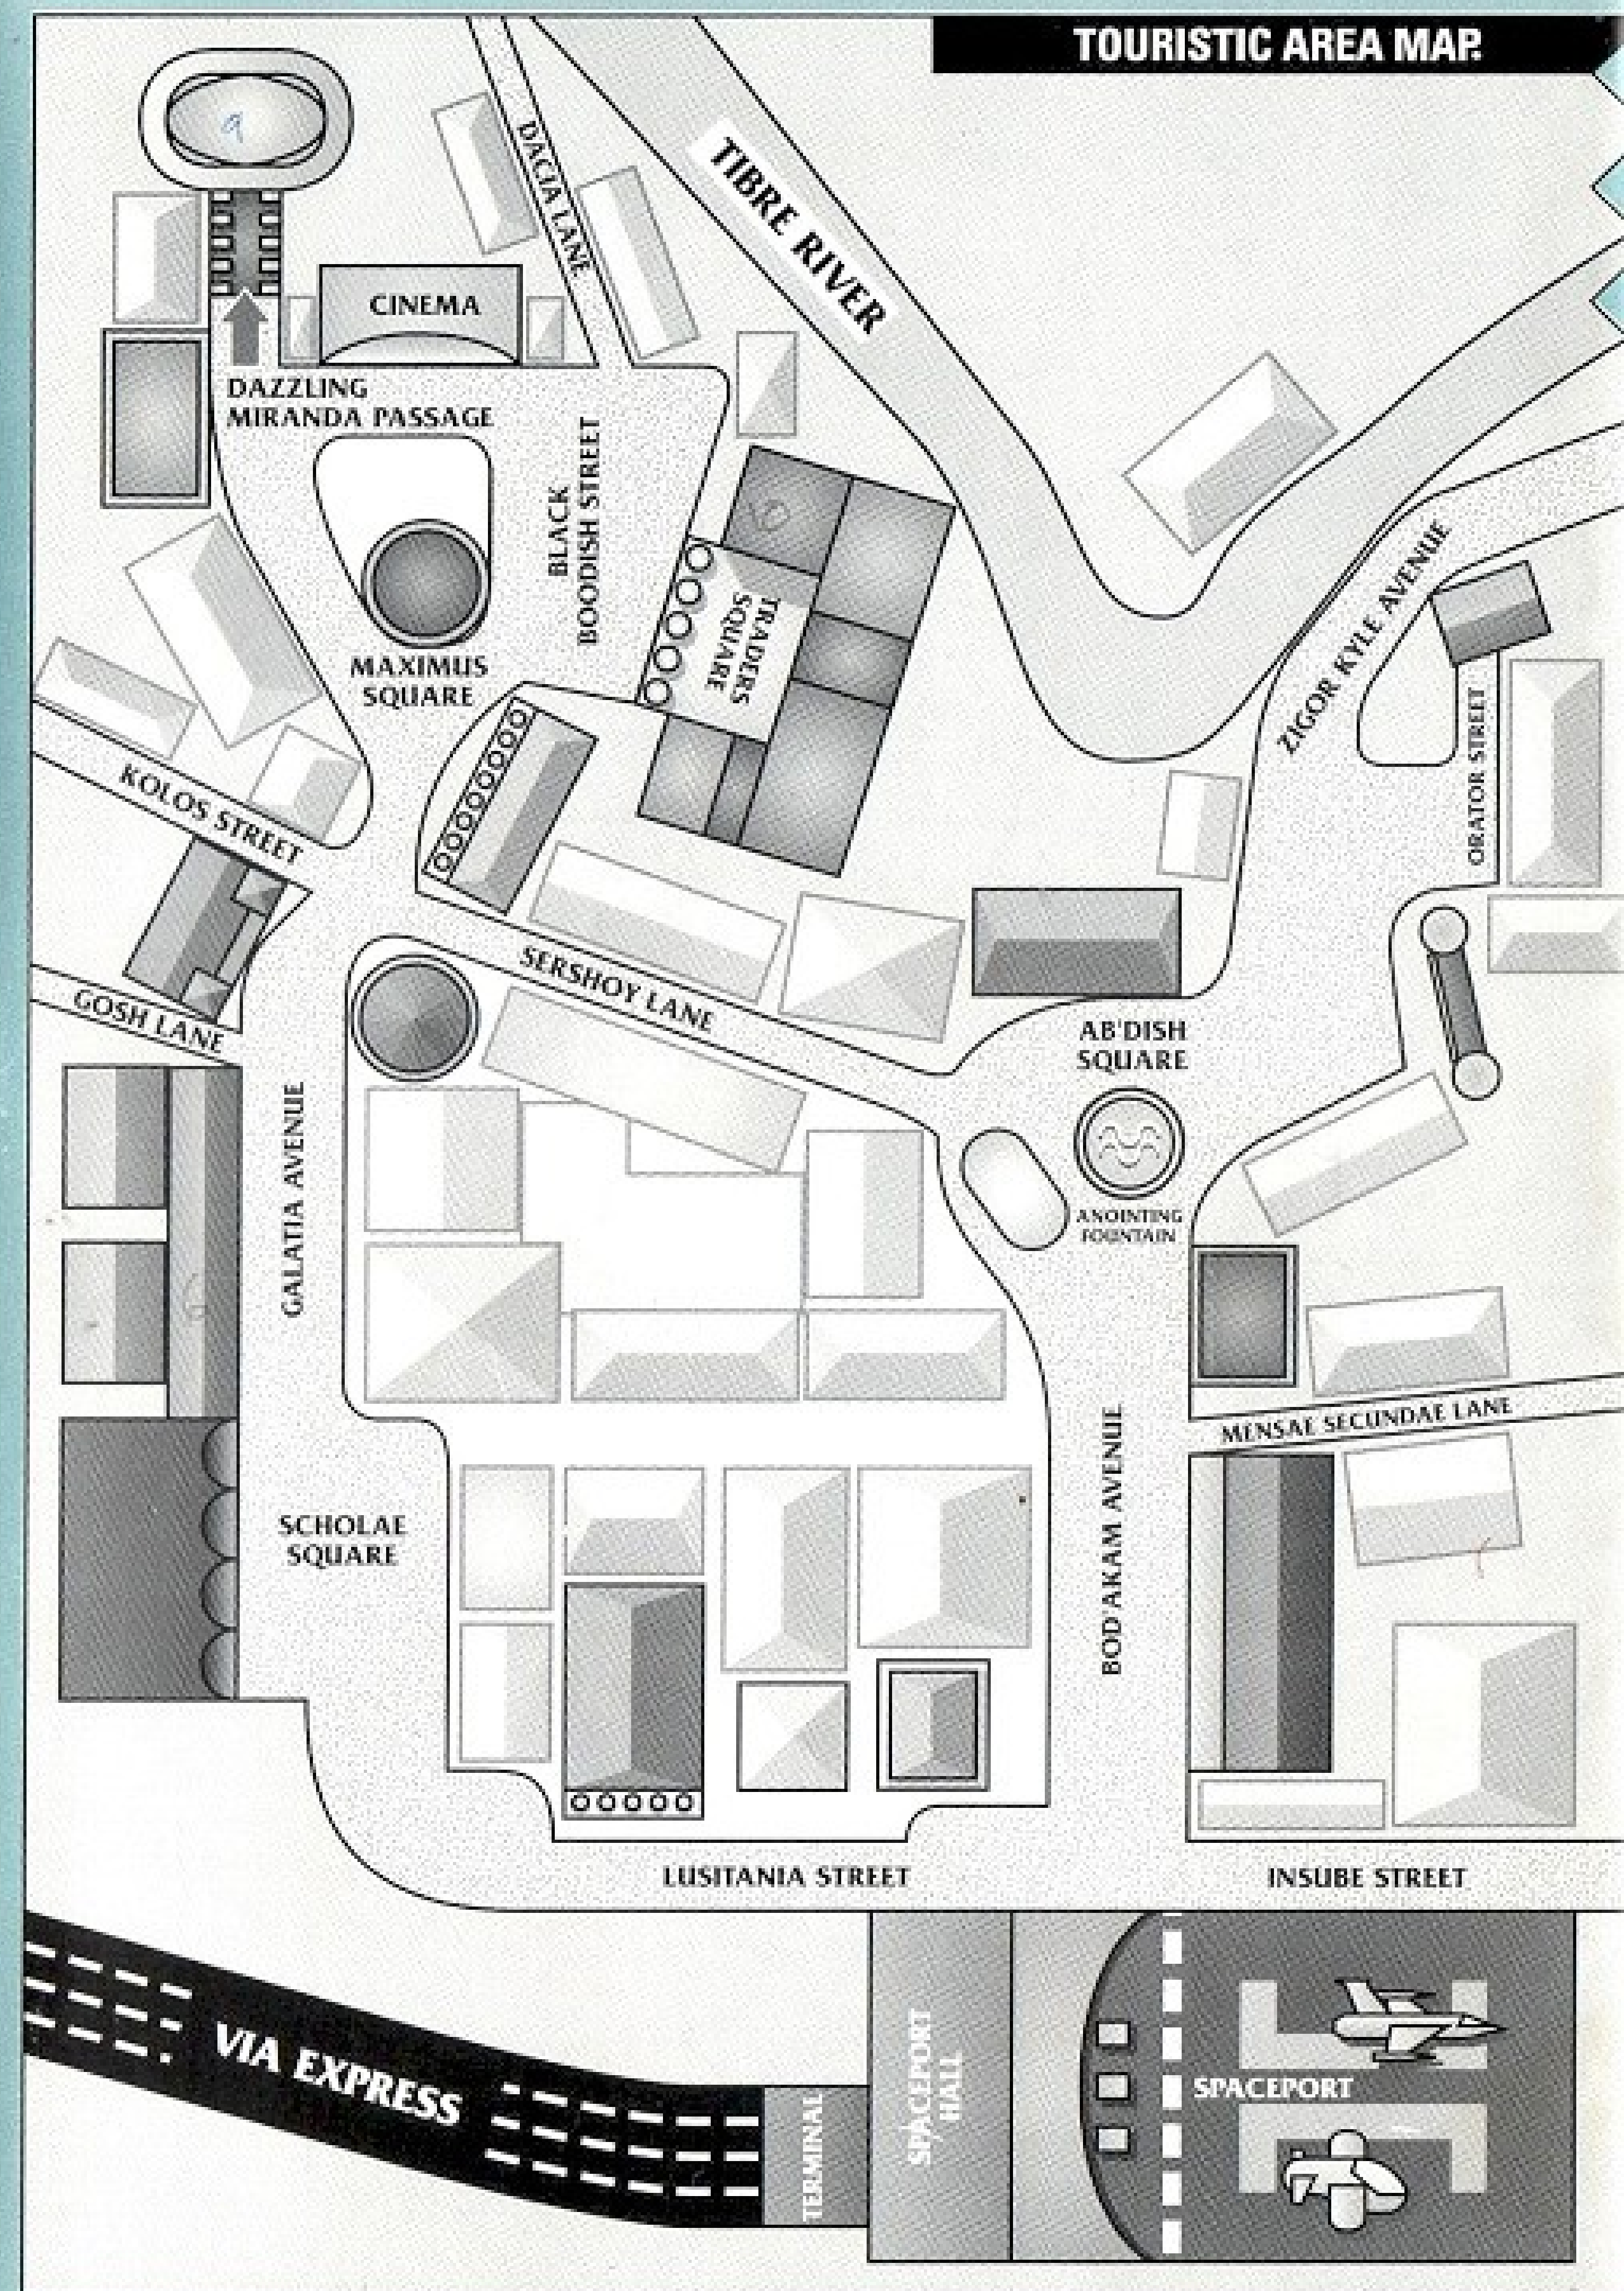 TOURISTIC AREA MAP.
9
DACIA LANE
TIBRE RIVER
CINEMA
DAZZLING
MIRANDA PASSAGE
BLACK
BOODISH STREET
TRADERS
SQUARE
MAXIMUS
SQUARE
ZIGOR KYLE AVENUE
ORATOR STREET
KOLOS STREET
SERSHOY LANE
GOSH LANE
AB'DISH
SQUARE
ANOINTING
FOUNTAIN
GALATIA AVENUE
MENSAE SECUNDAE LANE
BOD'AKAM AVENUE
SCHOLAE
SQUARE
LUSITANIA STREET
INSUBE STREET
VIA EXPRESS
TERMINAL
SPACEPORT
HALL
SPACEPORT